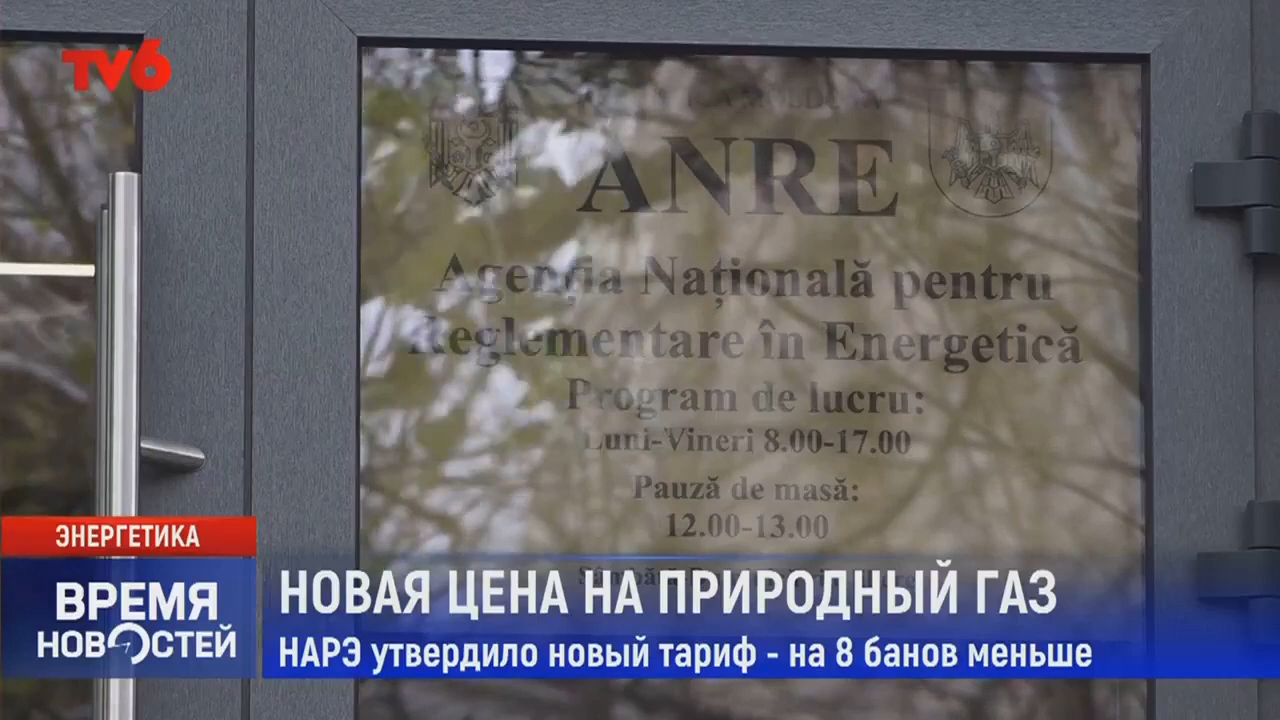 TV6
ANRE
Agenția Națională pentru
Reglementare în Energetică
Program de lucru:
Luni-Vineri 8.00-17.00
Pauză de masă:
12.00-13.00
ЭНЕРГЕТИКА
ВРЕМЯ
НОВОСТЕЙ
НОВАЯ ЦЕНА НА ПРИРОДНЫЙ ГАЗ
НАРЭ утвердило новый тариф - на 8 банов меньше